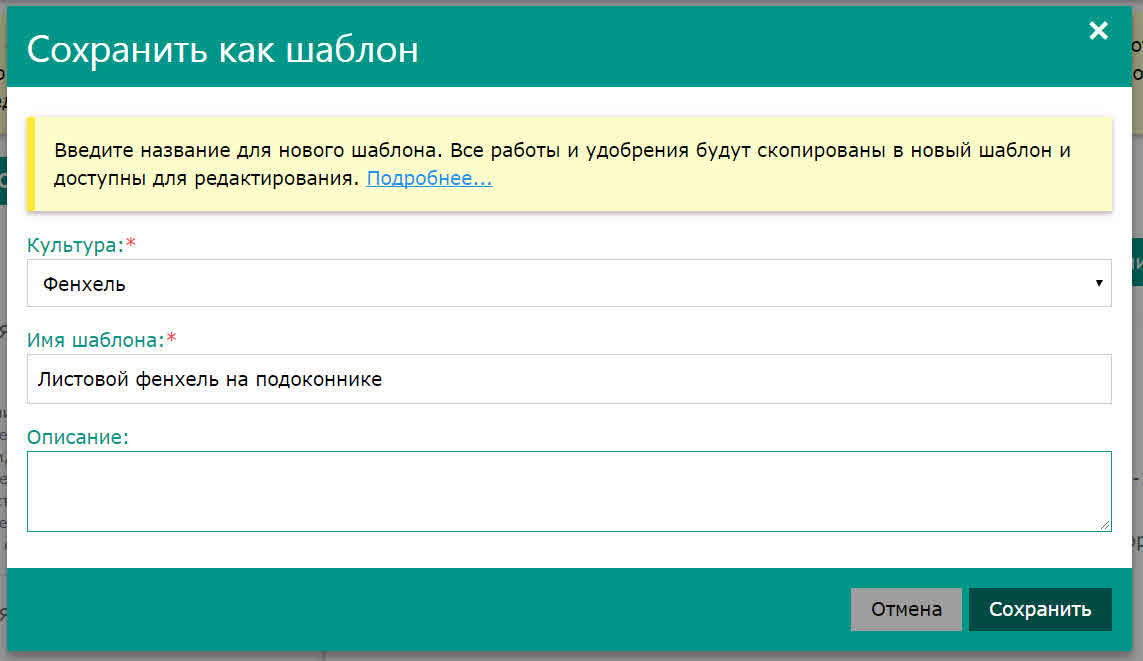 Сохранить как шаблон
Введите название для нового шаблона. Все работы и удобрения будут скопированы в новый шаблон и
доступны для редактирования. Подробнее...
Культура:*
Фенхель
Имя шаблона:*
Листовой фенхель на подоконнике
Описание:
Отмена
Сохранить